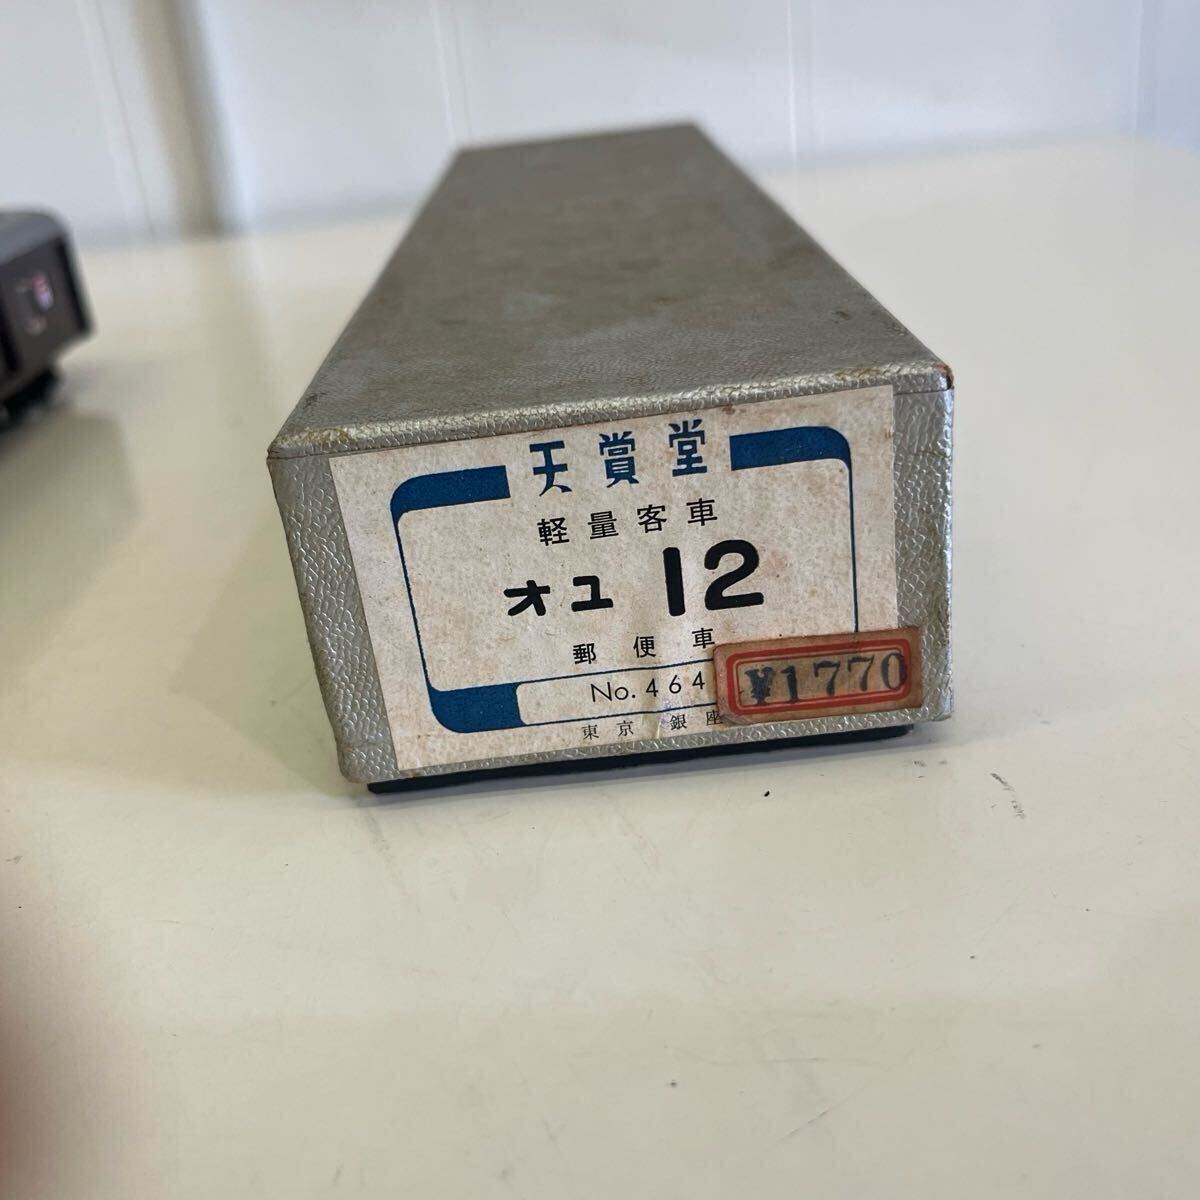 天賞堂
軽量客車
オユ 12
郵便車
No. 464
¥1770
東京 銀座